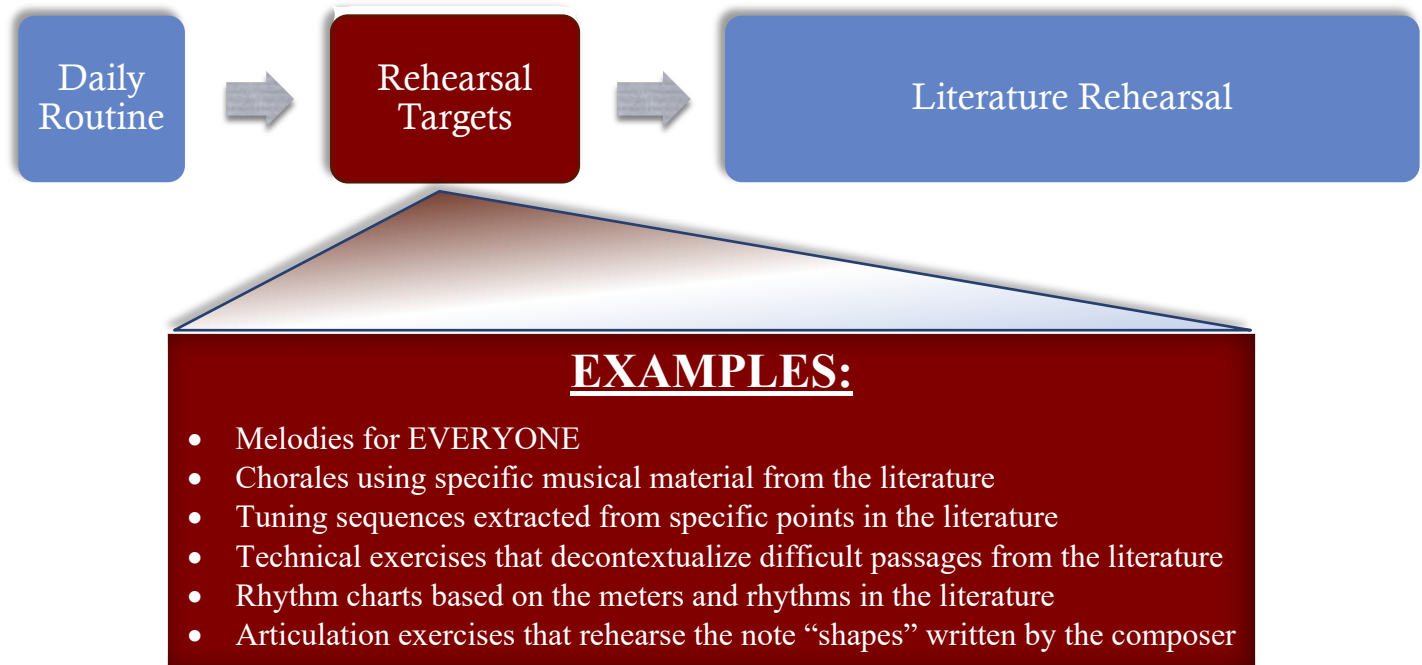 Daily
Routine
Rehearsal
Targets
Literature Rehearsal
EXAMPLES:
• Melodies for EVERYONE
• Chorales using specific musical material from the literature
• Tuning sequences extracted from specific points in the literature
• Technical exercises that decontextualize difficult passages from the literature
• Rhythm charts based on the meters and rhythms in the literature
• Articulation exercises that rehearse the note “shapes” written by the composer